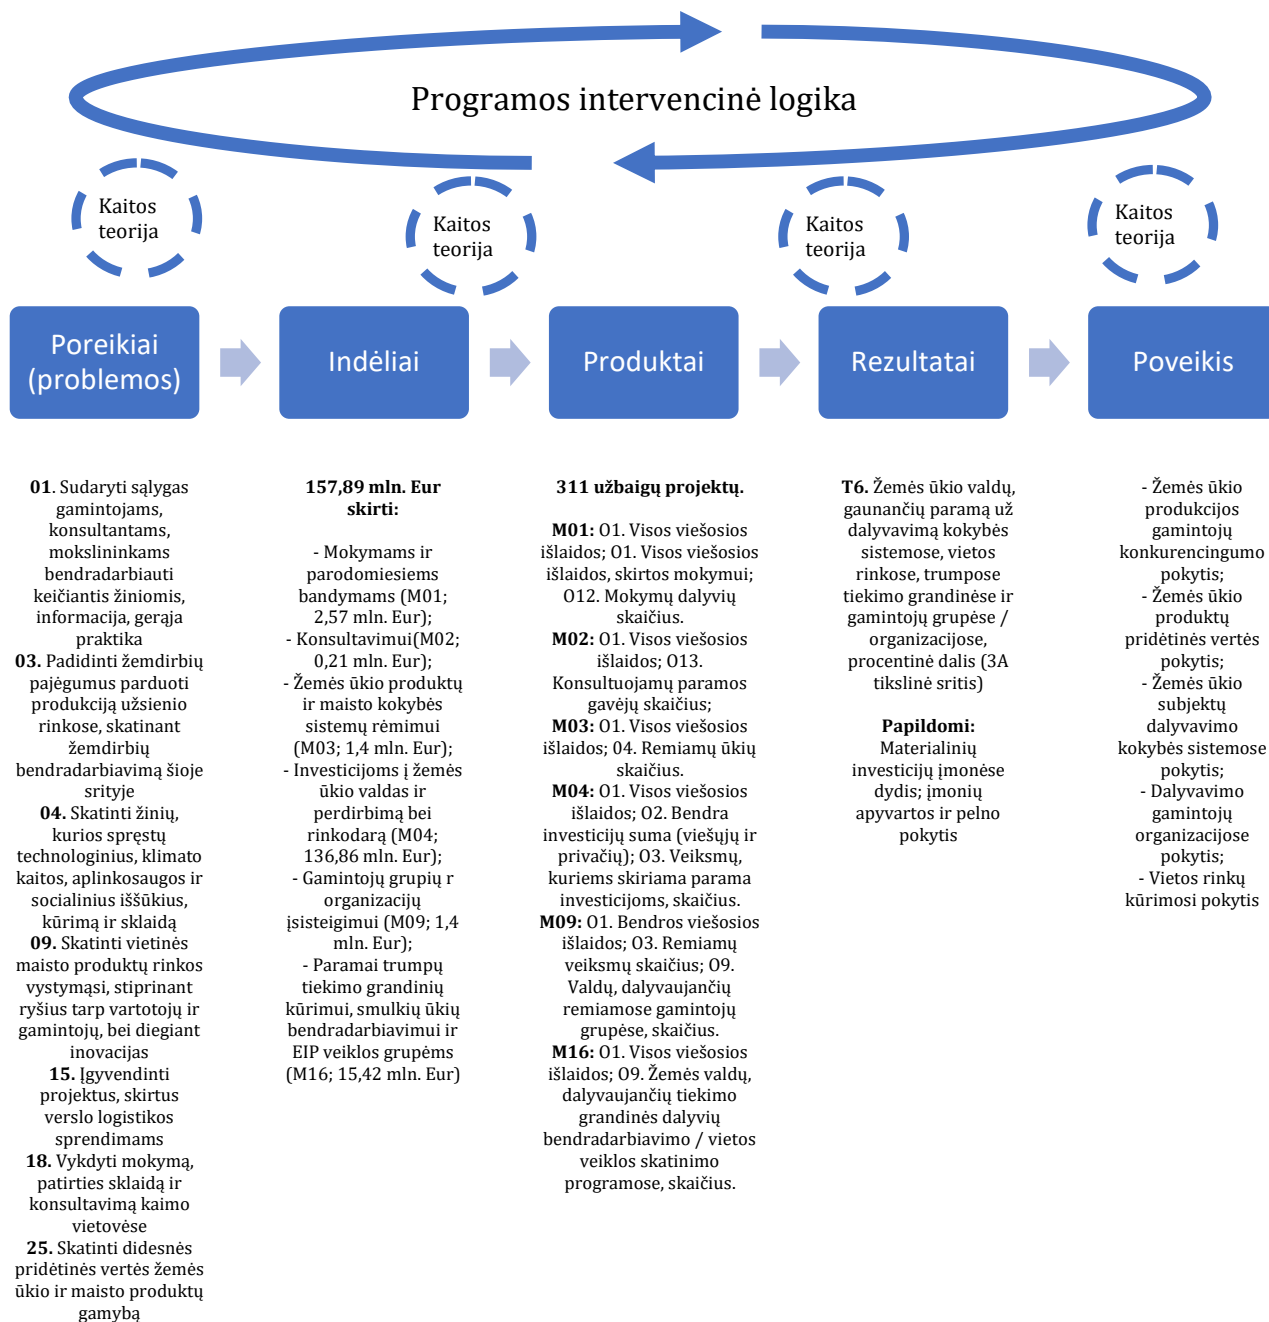 Programos intervencinė logika
Kaitos
teorija
Kaitos
teorija
Kaitos
teorija
Kaitos
teorija
Poreikiai
(problemos)
Indėliai
Produktai
Rezultatai
Poveikis
01. Sudaryti sąlygas
gamintojams,
konsultantams,
mokslininkams
bendradarbiauti
keičiantis žiniomis,
informacija, gerąja
praktika
03. Padidinti žemdirbių
pajėgumus parduoti
produkciją užsienio
rinkose, skatinant
žemdirbių
bendradarbiavimą šioje
srityje
04. Skatinti žinių,
kurios spręstų
technologinius, klimato
kaitos, aplinkosaugos ir
socialinius iššūkius,
kūrimą ir sklaidą
09. Skatinti vietinės
maisto produktų rinkos
vystymąsi, stiprinant
ryšius tarp vartotojų ir
gamintojų, bei diegiant
inovacijas
15. Įgyvendinti
projektus, skirtus
verslo logistikos
sprendimams
18. Vykdyti mokymą,
patirties sklaidą ir
konsultavimą kaimo
vietovėse
25. Skatinti didesnės
pridėtinės vertės žemės
ūkio ir maisto produktų
gamybą
157,89 mln. Eur
skirti:
- Mokymams ir
parodomiesiems
bandymams (M01;
2,57 mln. Eur);
- Konsultavimui(M02;
0,21 mln. Eur);
- Žemės ūkio produktų
ir maisto kokybės
sistemų rėmimui
(M03; 1,4 mln. Eur);
- Investicijoms į žemės
ūkio valdas ir
perdirbimą bei
rinkodarą (M04;
136,86 mln. Eur);
- Gamintojų grupių r
organizacijų
įsisteigimui (M09; 1,4
mln. Eur);
- Paramai trumpų
tiekimo grandinių
kūrimui, smulkių ūkių
bendradarbiavimui ir
EIP veiklos grupėms
(M16; 15,42 mln. Eur)
311 užbaigų projektų.
M01: O1. Visos viešosios
išlaidos; O1. Visos viešosios
išlaidos, skirtos mokymui;
O12. Mokymų dalyvių
skaičius.
M02: O1. Visos viešosios
išlaidos; O13.
Konsultuojamų paramos
gavėjų skaičius;
M03: O1. Visos viešosios
išlaidos; 04. Remiamų ūkių
skaičius.
M04: O1. Visos viešosios
išlaidos; O2. Bendra
investicijų suma (viešųjų ir
privačių); O3. Veiksmų,
kuriems skiriama parama
investicijoms, skaičius.
M09: O1. Bendros viešosios
išlaidos; O3. Remiamų
veiksmų skaičius; O9.
Valdų, dalyvaujančių
remiamose gamintojų
grupėse, skaičius.
M16: O1. Visos viešosios
išlaidos; O9. Žemės valdų,
dalyvaujančių tiekimo
grandinės dalyvių
bendradarbiavimo / vietos
veiklos skatinimo
programose, skaičius.
T6. Žemės ūkio valdų,
gaunančių paramą už
dalyvavimą kokybės
sistemose, vietos
rinkose, trumpose
tiekimo grandinėse ir
gamintojų grupėse /
organizacijose,
procentinė dalis (3A
tikslinė sritis)
Papildomi:
Materialinių
investicijų įmonėse
dydis; įmonių
apyvartos ir pelno
pokytis
- Žemės ūkio
produkcijos
gamintojų
konkurencingumo
pokytis;
- Žemės ūkio
produktų
pridėtinės vertės
pokytis;
- Žemės ūkio
subjektų
dalyvavimo
kokybės sistemose
pokytis;
- Dalyvavimo
gamintojų
organizacijose
pokytis;
- Vietos rinkų
kūrimosi pokytis